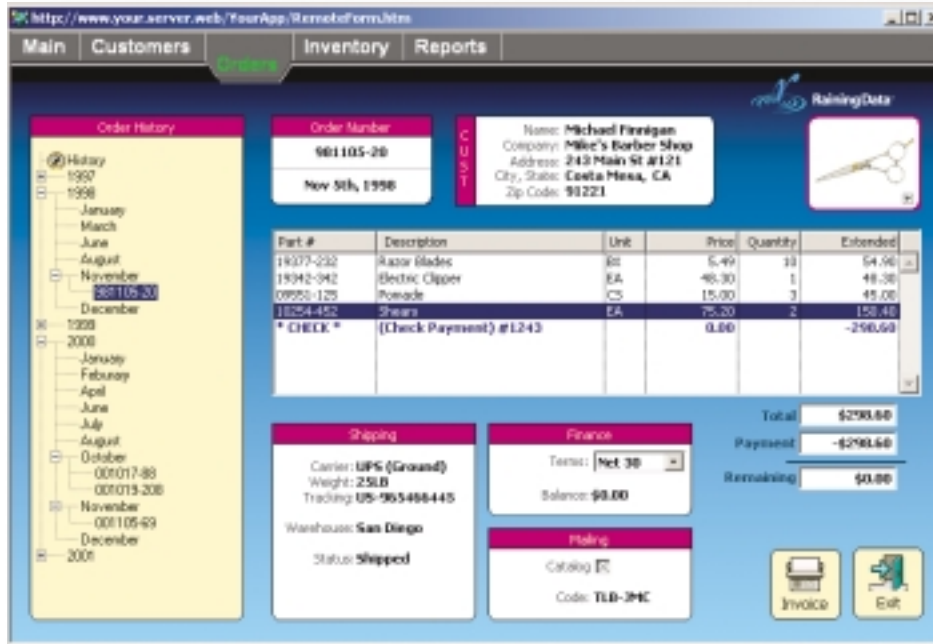 http://www.your.server.web/YourApp/RemoteForm.htm
Main Customers Orders Inventory Reports
RainingData
Order History
History
1997
1998
January
March
June
August
November
981105-20
December
1999
2000
January
Feburay
April
June
July
August
October
001017-88
001019-208
November
001105-69
December
2001
Order Number
981105-20
Nov 5th, 1998
CUST
Name: Michael Finnigan
Company: Mike's Barber Shop
Address: 243 Main St #121
City, State: Costa Mesa, CA
Zip Code: 91221
Part # Description Unit Price Quantity Extended
19377-232 Razor Blades 5.49 10 54.90
19342-342 Electric Clipper EA 48.30 1 48.30
09551-125 Pomade CS 15.00 3 45.00
10254-452 Shears EA 75.20 2 150.40
* CHECK * (Check Payment) #1243 0.00 -298.60
Total $298.60
Payment -$298.60
Remaining $0.00
Shipping
Carrier: UPS (Ground)
Weight: 25LB
Tracking: US-965466445
Warehouse: San Diego
Status: Shipped
Finance
Terms: Net 30
Balance: $0.00
Mailing
Catalog
Code: TLB-JMC
Invoice
Exit